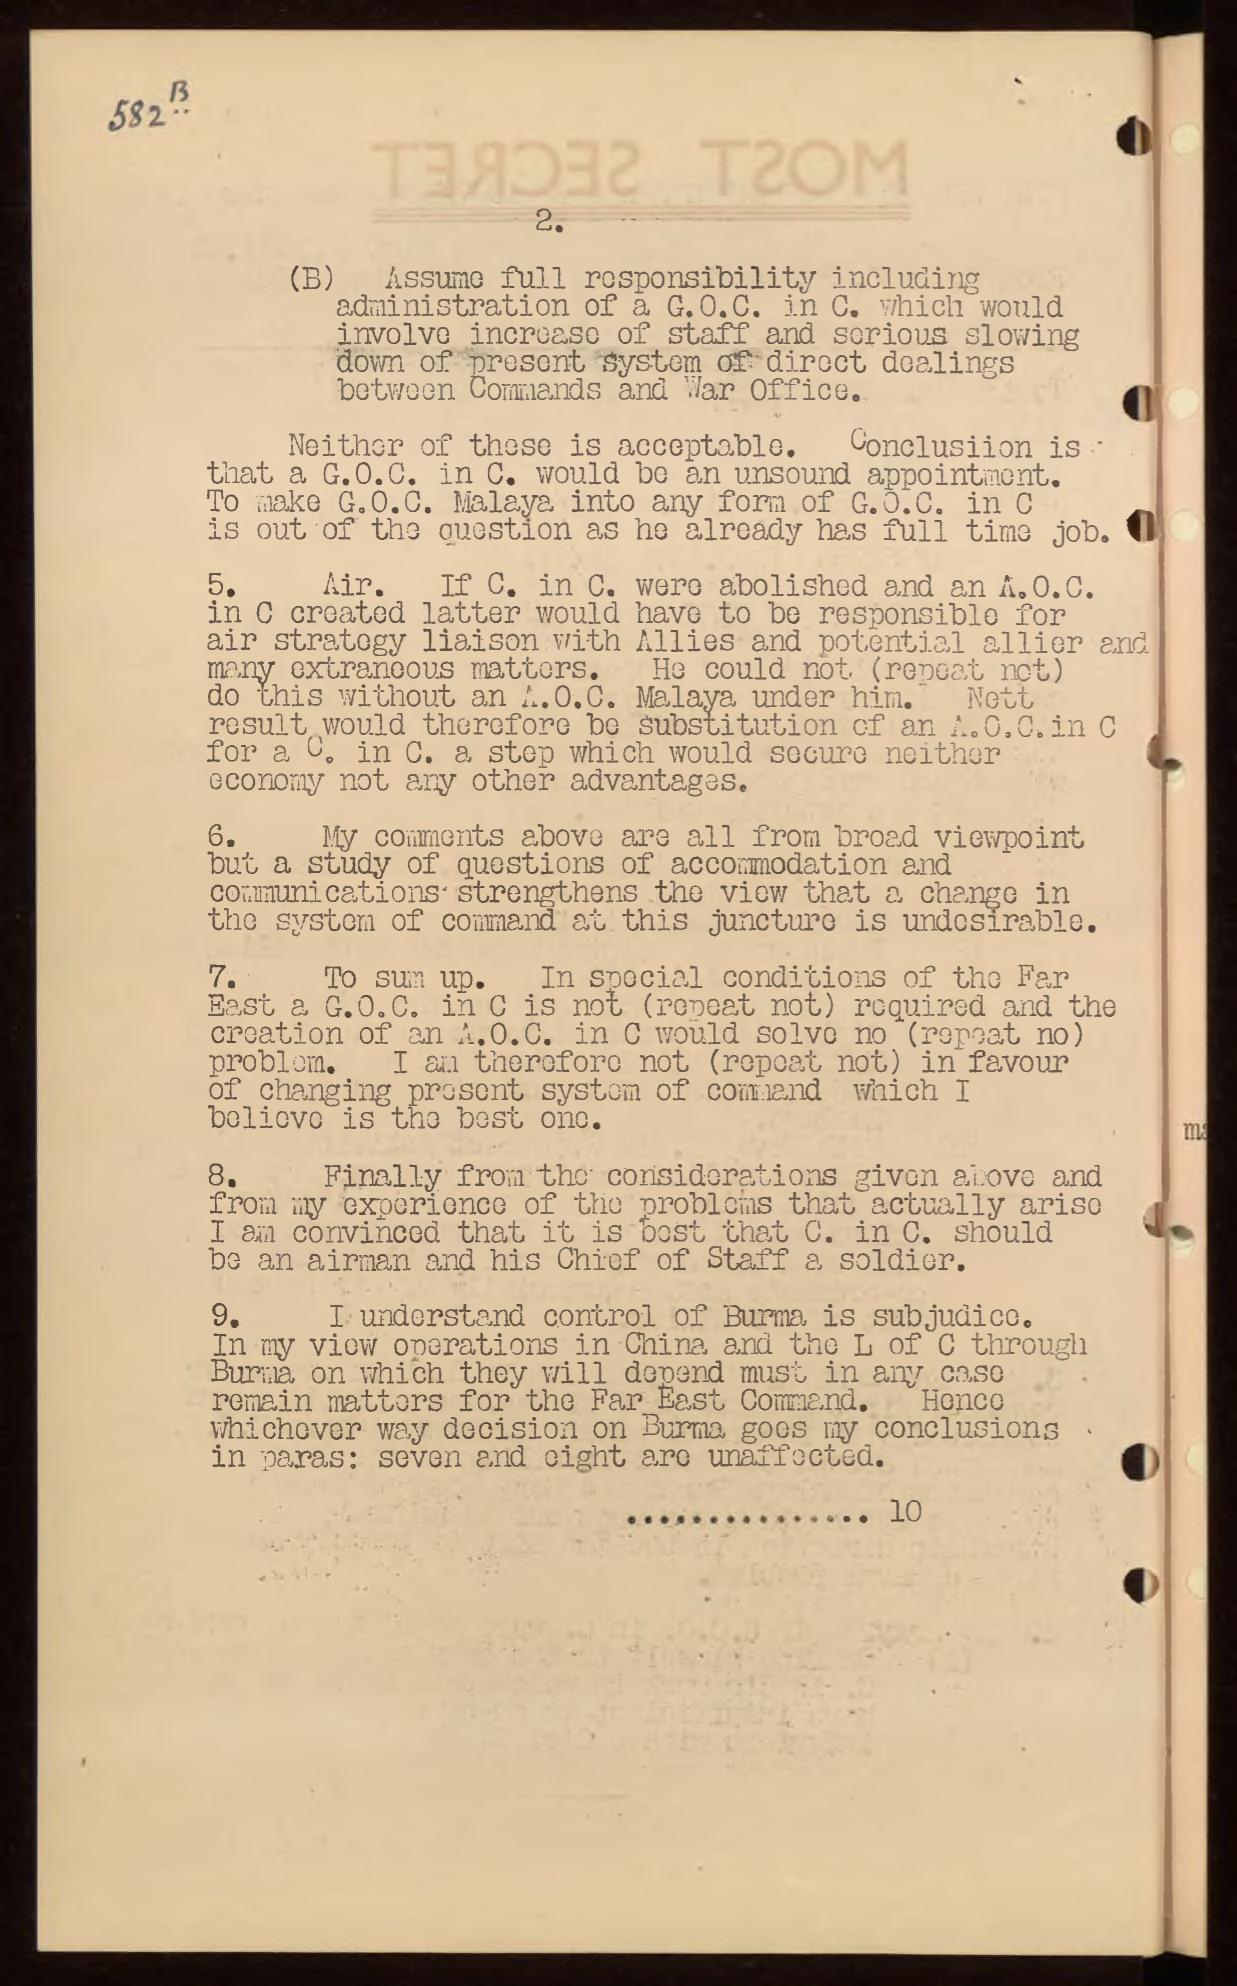 582 B
MOST SECRET
2.
(B) Assume full responsibility including
administration of a G.O.C. in C. which would
involve increase of staff and serious slowing
down of present system of direct dealings
between Commands and War Office.
Neither of these is acceptable. Conclusiion is
that a G.O.C. in C. would be an unsound appointment.
To make G.O.C. Malaya into any form of G.O.C. in C
is out of the question as he already has full time job.
5. Air. If C. in C. were abolished and an A.O.C.
in C created latter would have to be responsible for
air strategy liaison with Allies and potential allier and
many extraneous matters. He could not (repeat not)
do this without an A.O.C. Malaya under him. Nett
result would therefore be substitution of an A.O.C. in C
for a C. in C. a step which would secure neither
economy not any other advantages.
6. My comments above are all from broad viewpoint
but a study of questions of accommodation and
communications strengthens the view that a change in
the system of command at this juncture is undesirable.
7. To sum up. In special conditions of the Far
East a G.O.C. in C is not (repeat not) required and the
creation of an A.O.C. in C would solve no (repeat no)
problem. I am therefore not (repeat not) in favour
of changing present system of command which I
believe is the best one.
8. Finally from the considerations given above and
from my experience of the problems that actually arise
I am convinced that it is best that C. in C. should
be an airman and his Chief of Staff a soldier.
9. I understand control of Burma is subjudice.
In my view operations in China and the L of C through
Burma on which they will depend must in any case
remain matters for the Far East Command. Hence
whichever way decision on Burma goes my conclusions
in paras: seven and eight are unaffected.
............... 10